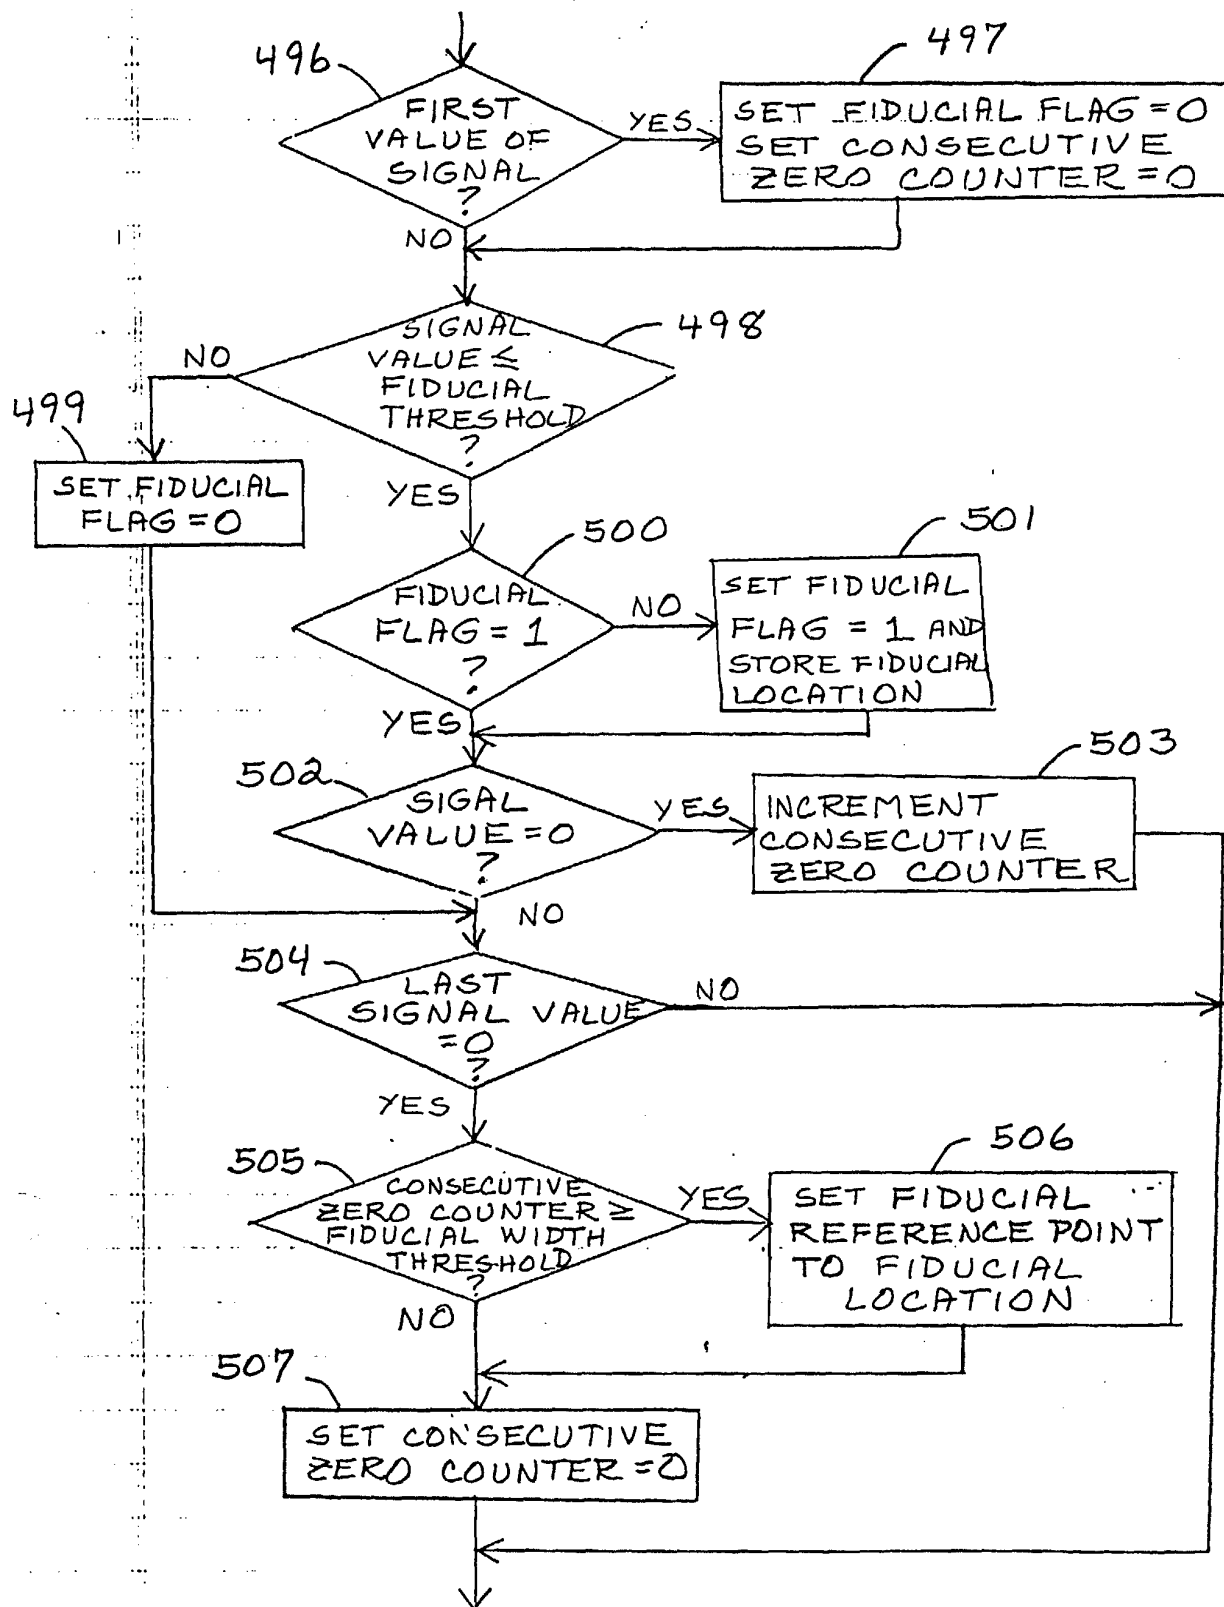 496
497
FIRST
VALUE OF
SIGNAL
?
YES
SET FIDUCIAL FLAG = 0
SET CONSECUTIVE
ZERO COUNTER = 0
NO
498
SIGNAL
VALUE ≤
FIDUCIAL
THRESHOLD
?
NO
499
SET FIDUCIAL
FLAG = 0
YES
500
501
FIDUCIAL
FLAG = 1
?
NO
SET FIDUCIAL
FLAG = 1 AND
STORE FIDUCIAL
LOCATION
YES
502
503
SIGAL
VALUE = 0
?
YES
INCREMENT
CONSECUTIVE
ZERO COUNTER
NO
504
LAST
SIGNAL VALUE
= 0
?
NO
YES
505
506
CONSECUTIVE
ZERO COUNTER ≥
FIDUCIAL WIDTH
THRESHOLD
?
YES
SET FIDUCIAL
REFERENCE POINT
TO FIDUCIAL
LOCATION
NO
507
SET CONSECUTIVE
ZERO COUNTER = 0